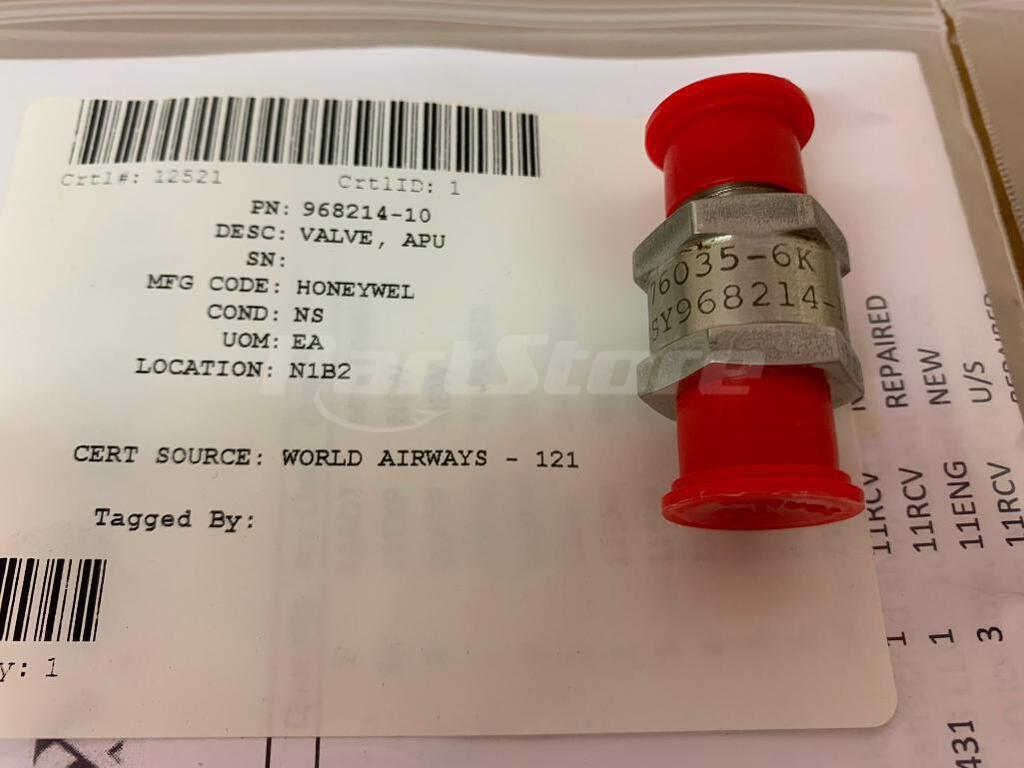 Crtl#: 12521 CrtlID: 1
PN: 968214-10
DESC: VALVE, APU
SN:
MFG CODE: HONEYWEL
COND: NS
UOM: EA
LOCATION: N1B2
CERT SOURCE: WORLD AIRWAYS - 121
Tagged By:
y: 1
76035-6K
SY968214-
PartStore
11RCV REPAIRED
1 11RCV NEW
1 11ENG U/S
3 11RCV
431